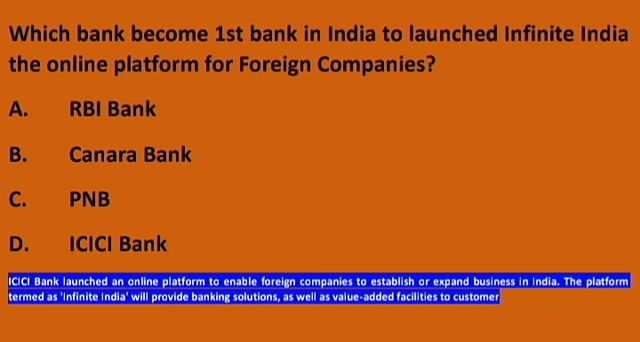 Which bank become 1st bank in India to launched Infinite India
the online platform for Foreign Companies?
A. RBI Bank
B. Canara Bank
C. PNB
D. ICICI Bank
ICICI Bank launched an online platform to enable foreign companies to establish or expand business in India. The platform
termed as 'Infinite India' will provide banking solutions, as well as value-added facilities to customer